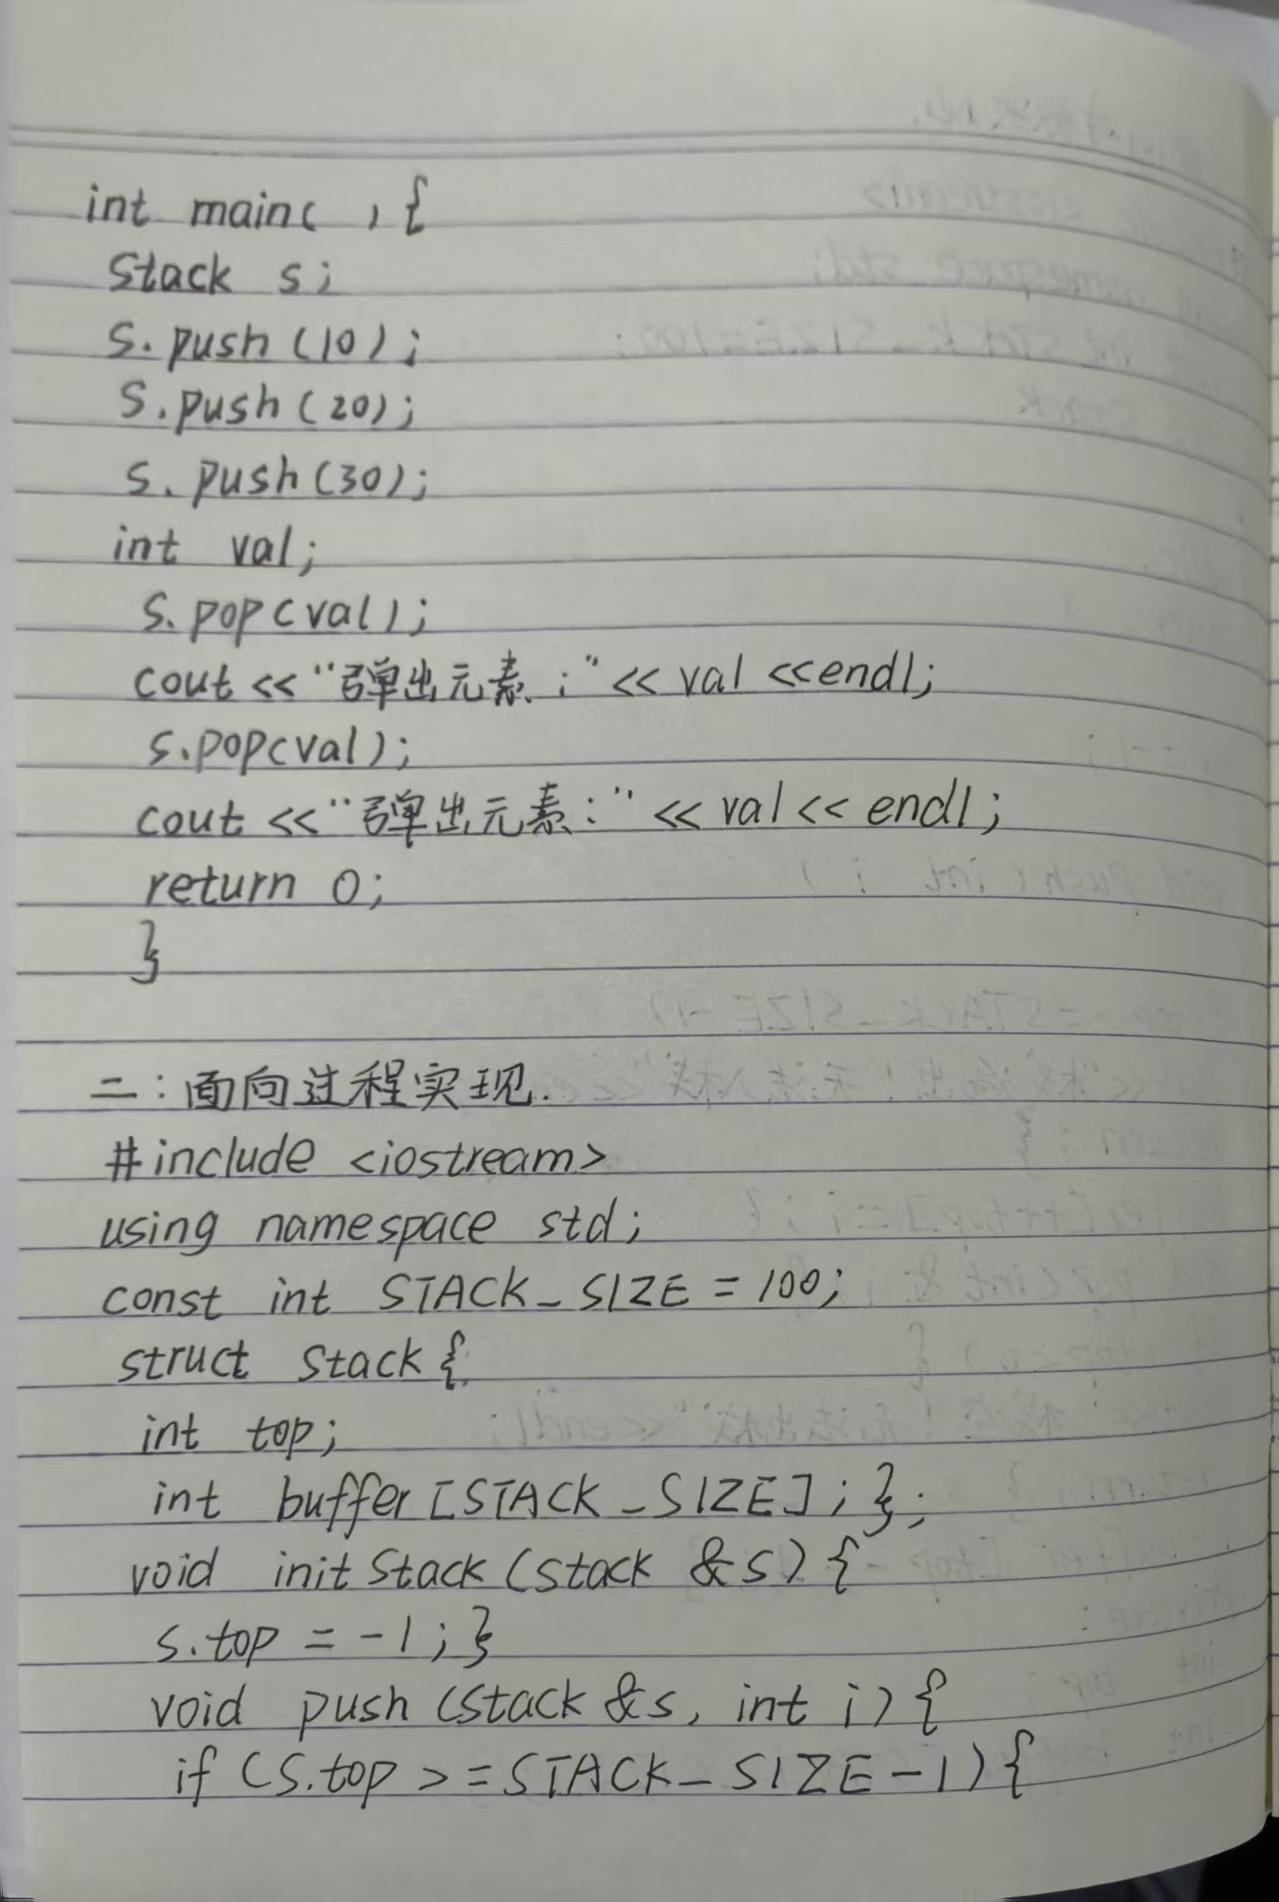 int main( ) {
Stack s;
s.push(10);
s.push(20);
s.push(30);
int val;
s.pop(val);
cout << "弹出元素:" << val << endl;
s.pop(val);
cout << "弹出元素:" << val << endl;
return 0;
}
二:面向过程实现.
#include <iostream>
using namespace std;
const int STACK_SIZE = 100;
struct Stack {
int top;
int buffer[STACK_SIZE]; };
void initStack(stack &s) {
s.top = -1; }
void push (stack &s, int i) {
if (s.top >= STACK_SIZE-1) {